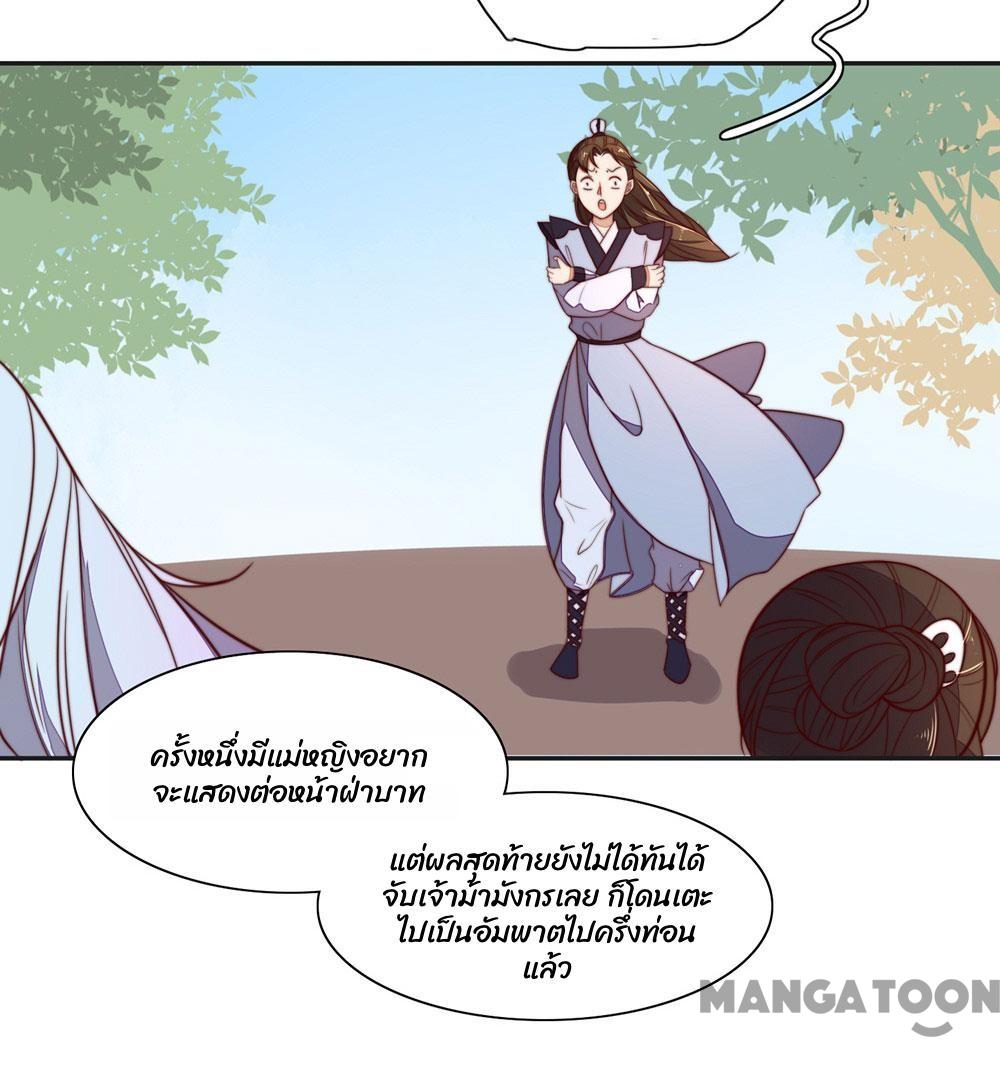 ครั้งหนึ่งมีแม่หญิงอยาก
จะแสดงต่อหน้าฝ่าบาท
แต่ผลสุดท้ายยังไม่ได้ทันได้
จับเจ้าม้ามังกรเลย ก็โดนเตะ
ไปเป็นอัมพาตไปครึ่งท่อน
แล้ว
MANGATOON